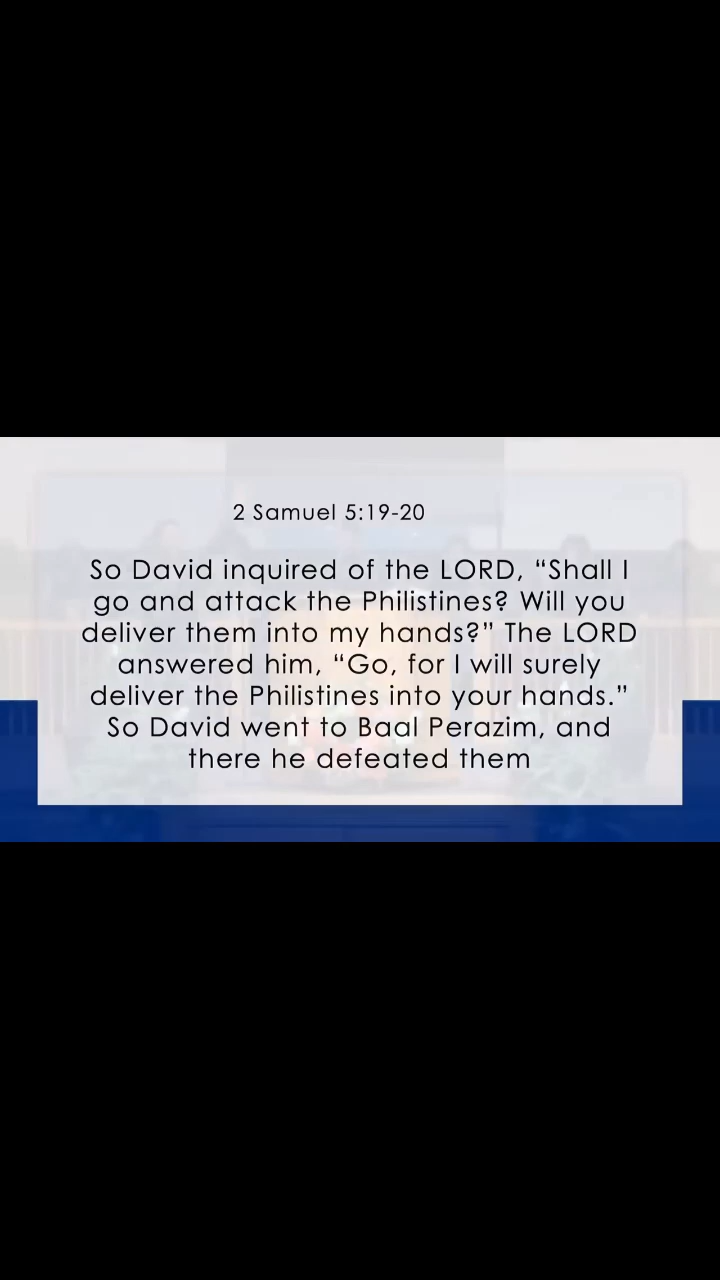 2 Samuel 5:19-20
So David inquired of the LORD, “Shall I
go and attack the Philistines? Will you
deliver them into my hands?” The LORD
answered him, “Go, for I will surely
deliver the Philistines into your hands.”
So David went to Baal Perazim, and
there he defeated them